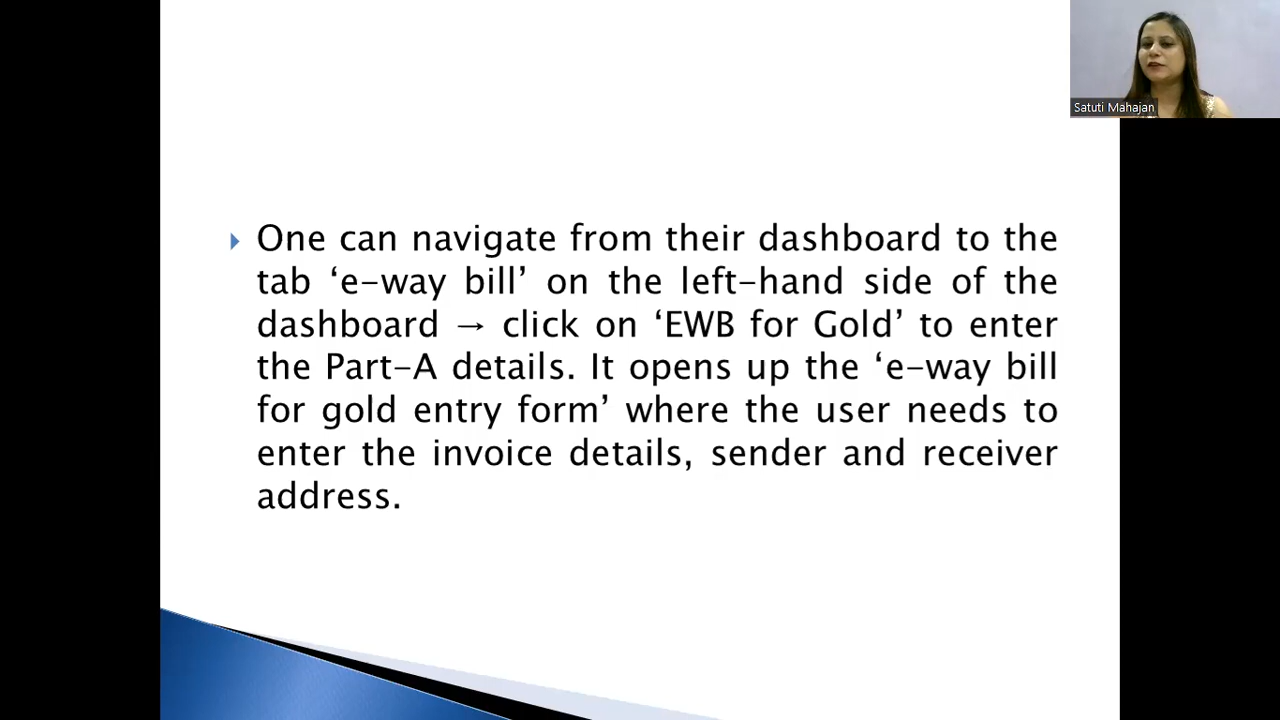 Satuti Mahajan
One can navigate from their dashboard to the
tab ‘e-way bill’ on the left-hand side of the
dashboard → click on ‘EWB for Gold’ to enter
the Part-A details. It opens up the ‘e-way bill
for gold entry form’ where the user needs to
enter the invoice details, sender and receiver
address.